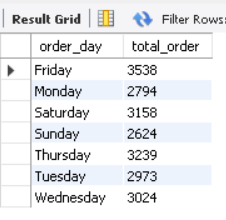 Result Grid Filter Rows:
order_day total_order
Friday 3538
Monday 2794
Saturday 3158
Sunday 2624
Thursday 3239
Tuesday 2973
Wednesday 3024